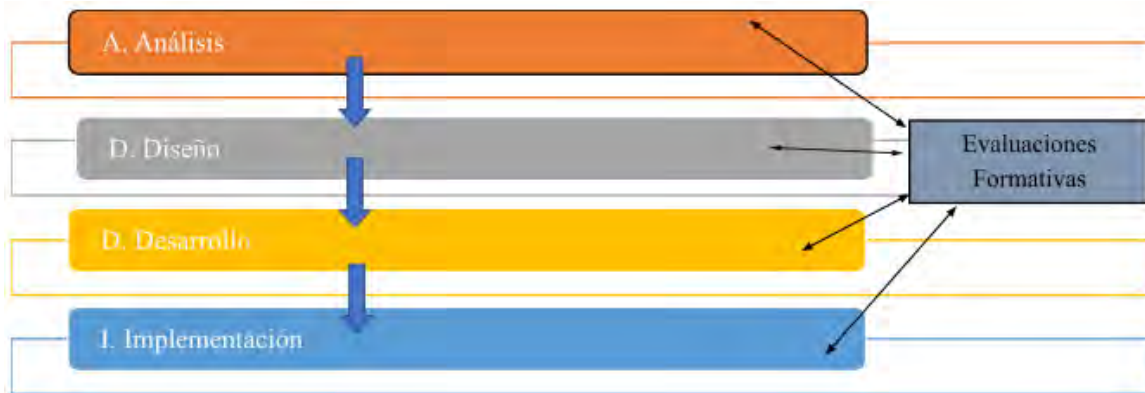 A. Análisis
D. Diseño
Evaluaciones
Formativas
D. Desarrollo
I. Implementación